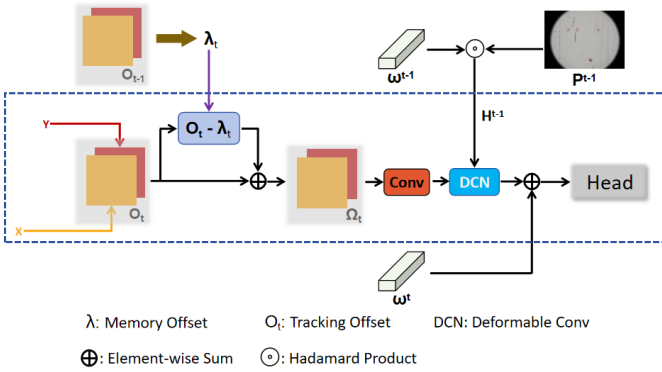 O_{t-1}
λ_t
ω^{t-1}
P^{t-1}
H^{t-1}
Y
O_t - λ_t
X
O_t
Ω_t
Conv
DCN
Head
ω^t
λ: Memory Offset
O_t: Tracking Offset
DCN: Deformable Conv
⊕: Element-wise Sum
⊙: Hadamard Product